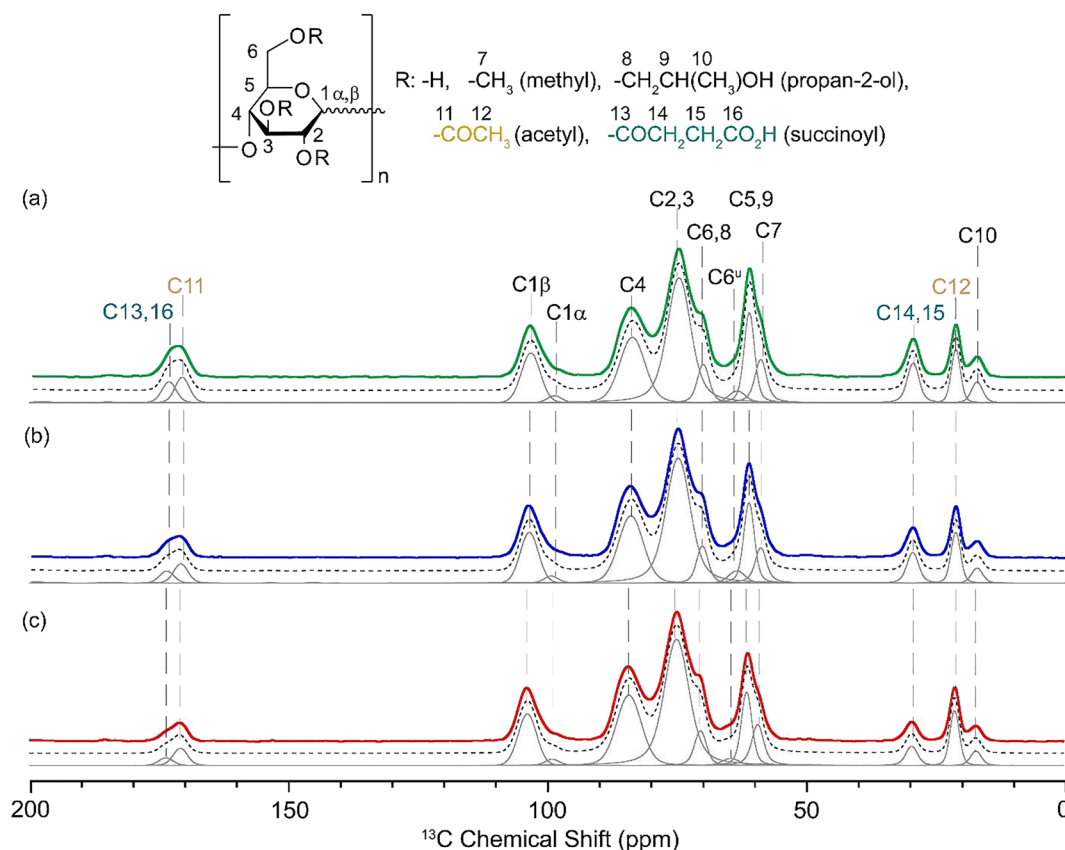 6 OR
5 O 1 α,β
4 OR
O 3 2
OR
n
7 8 9 10
R: -H, -CH₃ (methyl), -CH₂CH(CH₃)OH (propan-2-ol),
11 12 13 14 15 16
-COCH₃ (acetyl), -COCH₂CH₂CO₂H (succinoyl)
(a)
C2,3 C5,9
C6,8 C7 C10
C11 C1β C4 C6ᵘ C12
C13,16 C1α C14,15
(b)
(c)
200 150 100 50 0
¹³C Chemical Shift (ppm)